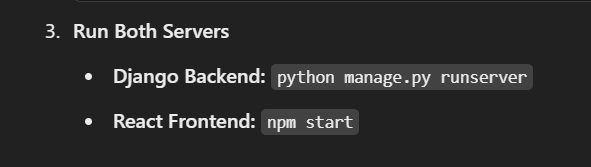 3. Run Both Servers
• Django Backend: python manage.py runserver
• React Frontend: npm start